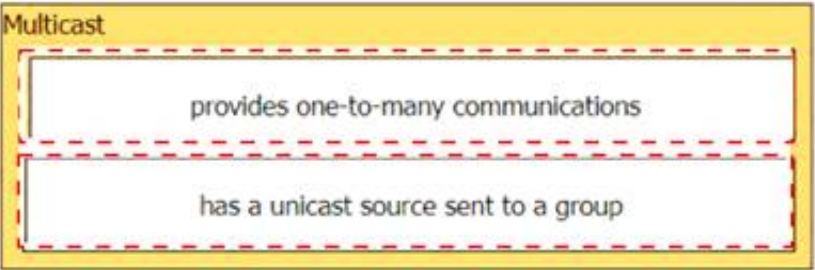 Multicast
provides one-to-many communications
has a unicast source sent to a group